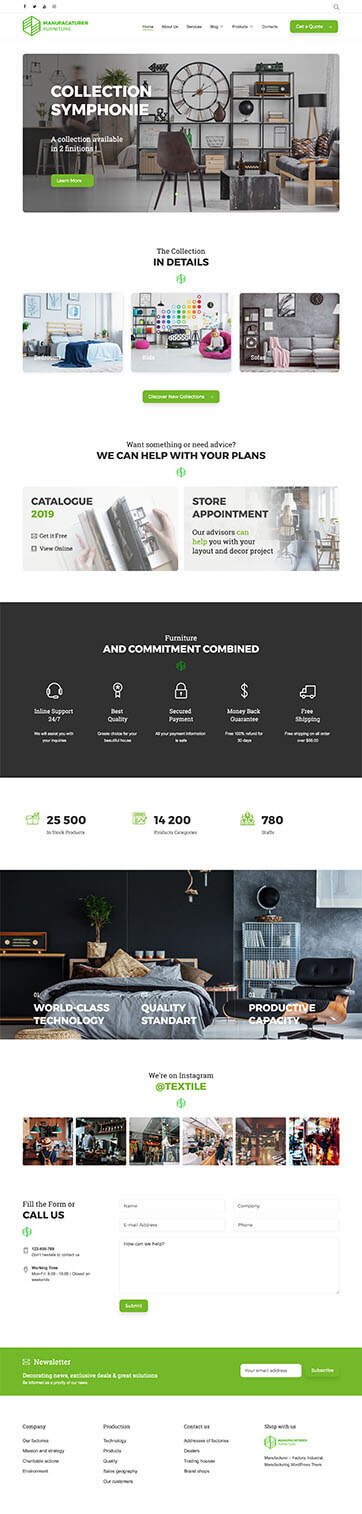 MANUFACATURER
FURNITURE
Home About Us Services Blog Products Contacts Get a Quote
COLLECTION
SYMPHONIE
A collection available
in 2 finitions !
Learn More
The Collection
IN DETAILS
Bedrooms
Kids
Sofas
Discover New Collections
Want something or need advice?
WE CAN HELP WITH YOUR PLANS
CATALOGUE
2019
Get it Free
View Online
STORE
APPOINTMENT
Our advisors can
help you with your
layout and decor project
Furniture
AND COMMITMENT COMBINED
Inline Support
24/7
We will assist you with
your inquiries
Best
Quality
Greate choice for your
beautiful house
Secured
Payment
All your payment information
is safe
Money Back
Guarantee
Free 100% refund for
30 days
Free
Shipping
Free shipping on all order
over $88.00
25 500
In Stock Products
14 200
Products Caregories
780
Staffs
01
WORLD-CLASS
TECHNOLOGY
02
QUALITY
STANDART
03
PRODUCTIVE
CAPACITY
We're on Instagram
@TEXTILE
Fill the Form or
CALL US
123-456-789
Don't hesitate to contact us
Working Time
Mon-Fri: 9:00 - 18:00 / Closed on
weekends
Name
Company
E-mail Address
Phone
How can we help?
Submit
Newsletter
Decorating news, exclusive deals & great solutions
Be informed as a priority of our news.
Your email address
Subscribe
Company
Our factories
Mission and strategy
Charitable actions
Environment
Production
Technology
Products
Quality
Sales geography
Our customers
Contact us
Addresses of factories
Dealers
Trading houses
Brand shops
Shop with us
MANUFACATURER
FURNITURE
Manufacturer – Factory, Industrial,
Manufacturing WordPress Them